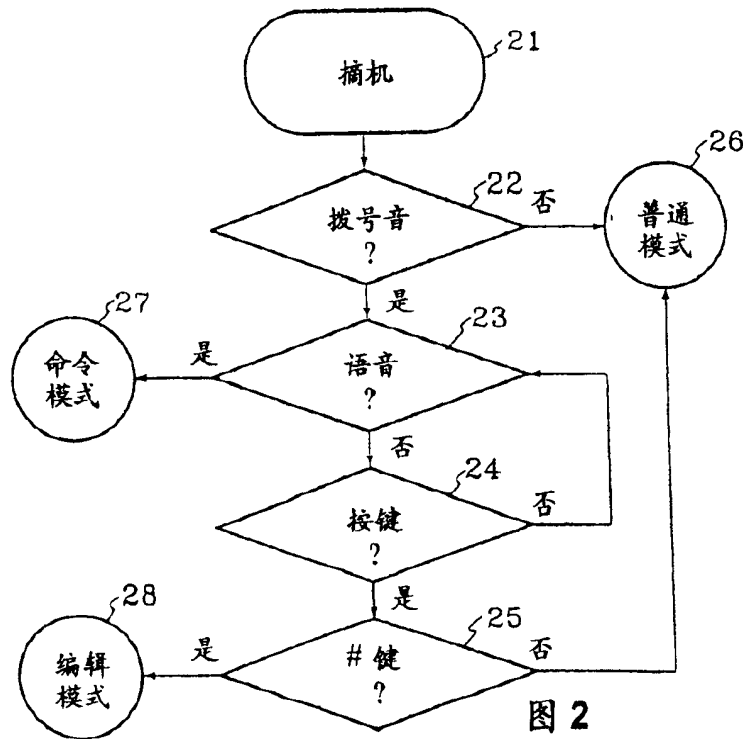 摘机
21
拨号音
?
22
否
普通
模式
26
是
语音
?
23
是
命令
模式
27
否
按键
?
24
否
是
#键
?
25
是
编辑
模式
28
否
图 2